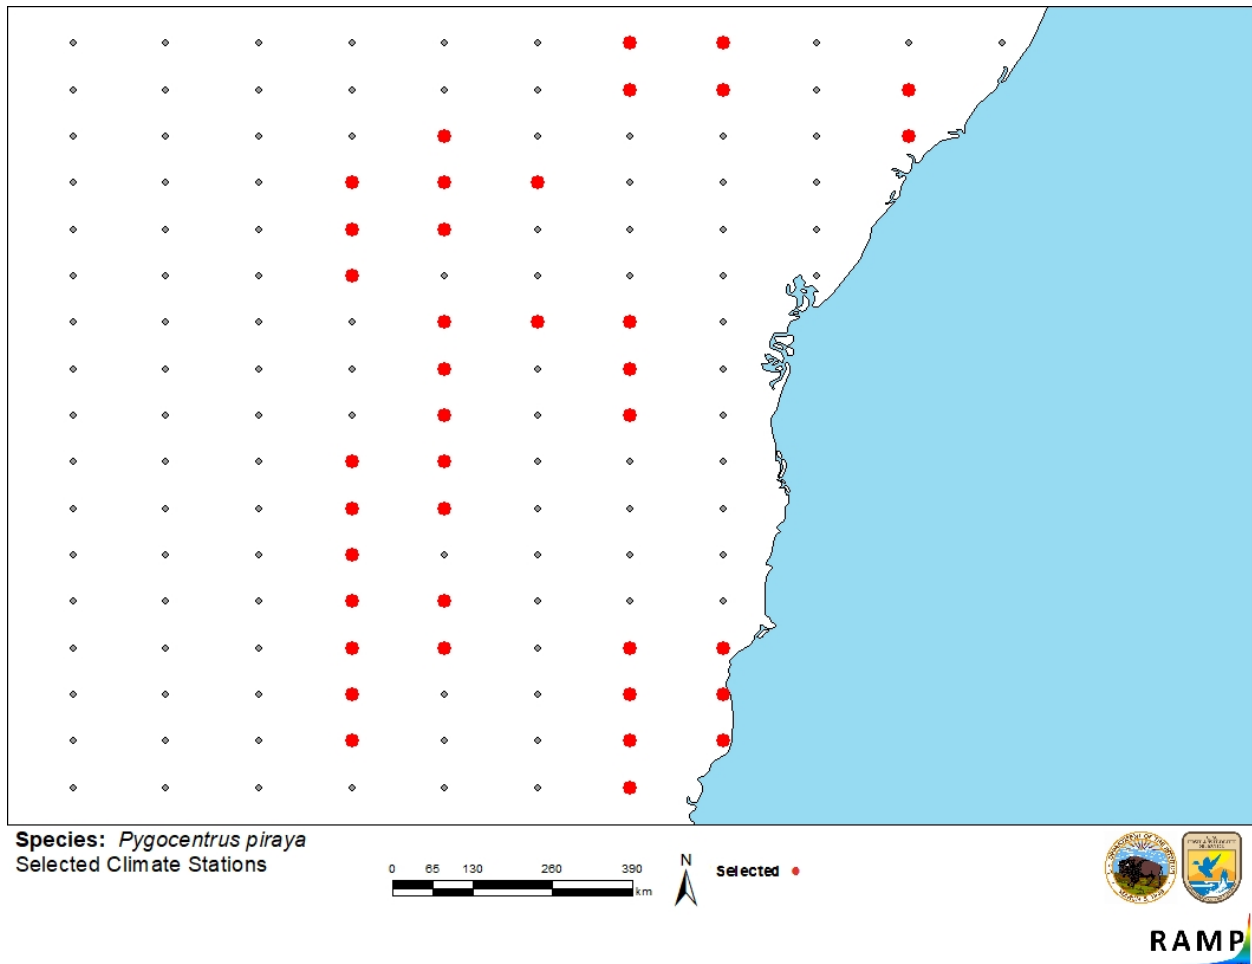 Species: Pygocentrus piraya
Selected Climate Stations
0 65 130 260 390
km
N
Selected
RAMP